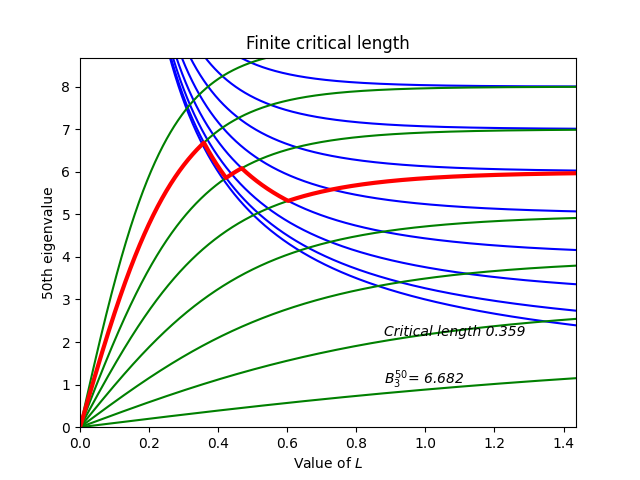 Finite critical length
8
7
6
5
4
3
2
1
0
50th eigenvalue
Critical length 0.359
$B_3^{50}$= 6.682
0.0 0.2 0.4 0.6 0.8 1.0 1.2 1.4
Value of L